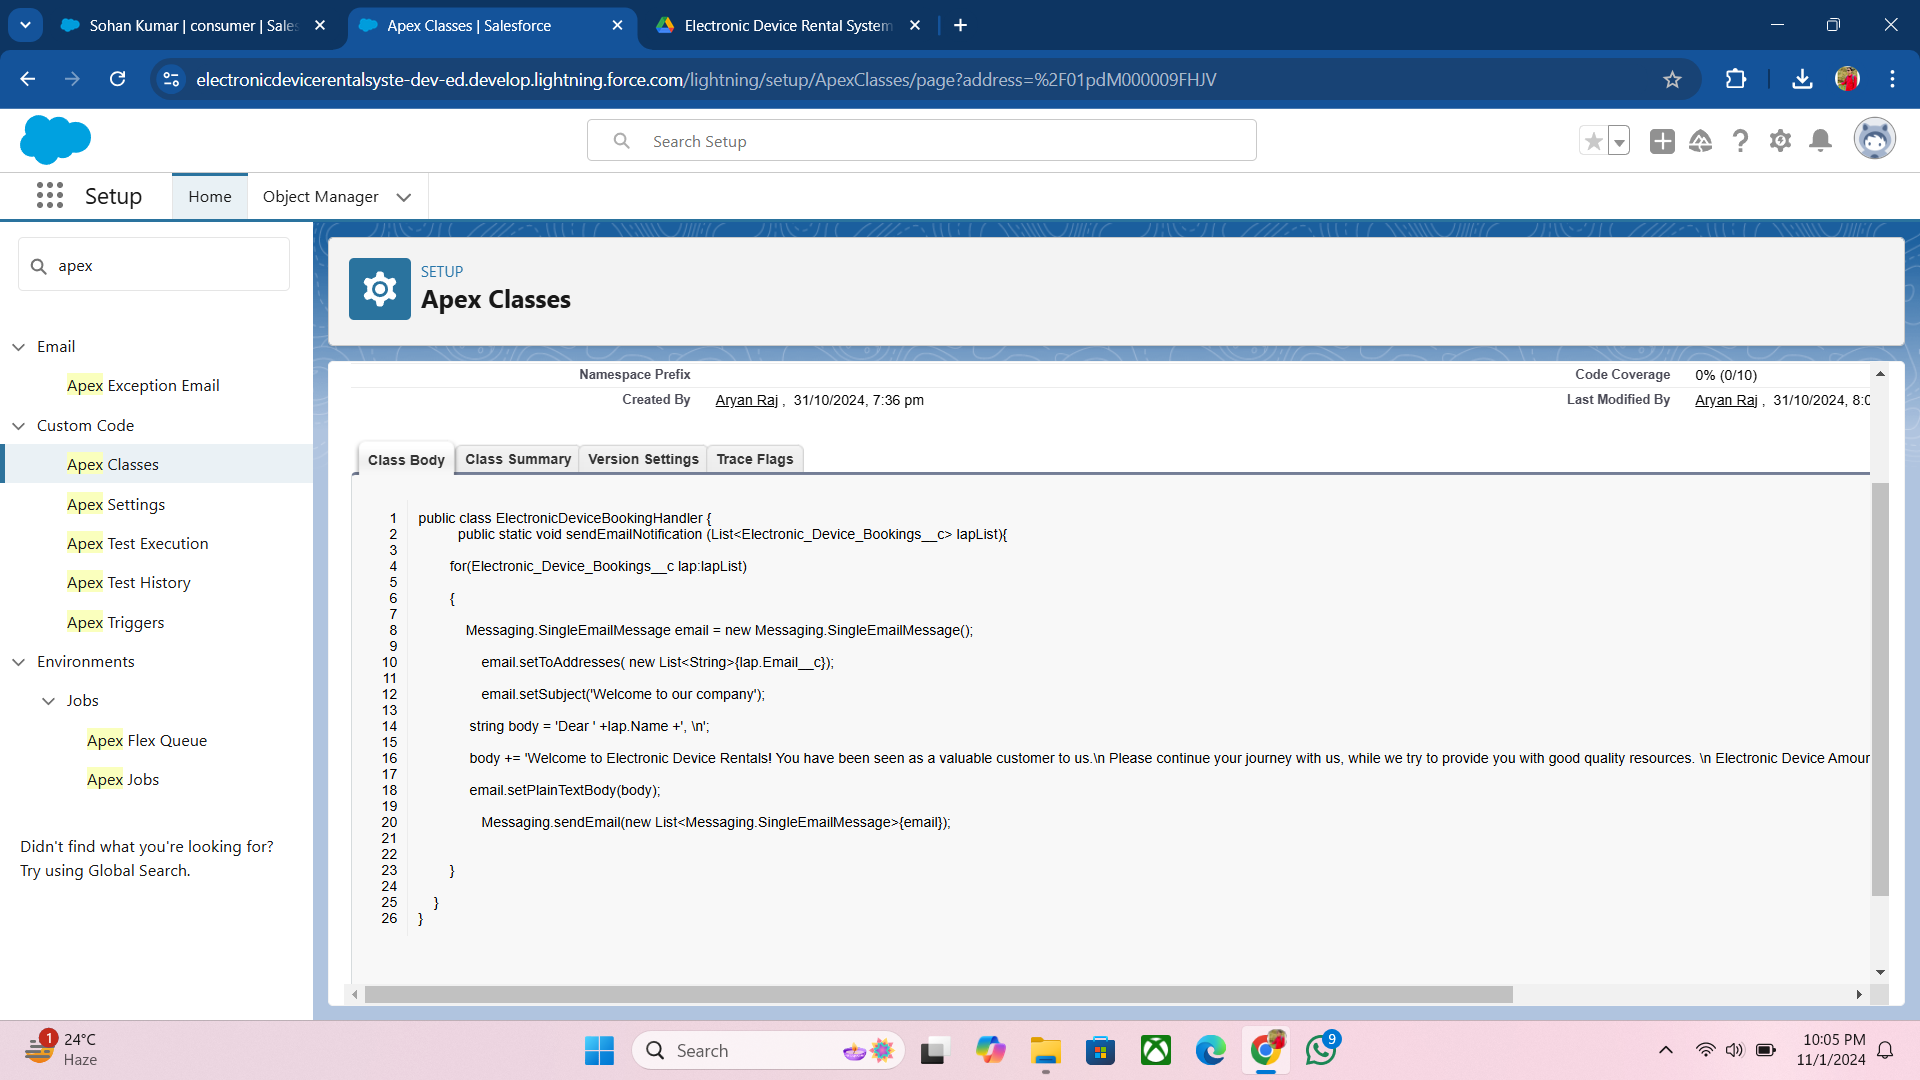 Sohan Kumar | consumer | Sales
Apex Classes | Salesforce
Electronic Device Rental System
electronicdevicerentalsyste-dev-ed.develop.lightning.force.com/lightning/setup/ApexClasses/page?address=%2F01pdM000009FHJV
Search Setup
Setup
Home
Object Manager
apex
Email
Apex Exception Email
Custom Code
Apex Classes
Apex Settings
Apex Test Execution
Apex Test History
Apex Triggers
Environments
Jobs
Apex Flex Queue
Apex Jobs
Didn't find what you're looking for?
Try using Global Search.
SETUP
Apex Classes
Namespace Prefix
Code Coverage 0% (0/10)
Created By Aryan Raj , 31/10/2024, 7:36 pm
Last Modified By Aryan Raj , 31/10/2024, 8:0
Class Body Class Summary Version Settings Trace Flags
1 public class ElectronicDeviceBookingHandler {
2 public static void sendEmailNotification (List<Electronic_Device_Bookings__c> lapList){
3
4 for(Electronic_Device_Bookings__c lap:lapList)
5
6 {
7
8 Messaging.SingleEmailMessage email = new Messaging.SingleEmailMessage();
9
10 email.setToAddresses( new List<String>{lap.Email__c});
11
12 email.setSubject('Welcome to our company');
13
14 string body = 'Dear ' +lap.Name +', \n';
15
16 body += 'Welcome to Electronic Device Rentals! You have been seen as a valuable customer to us.\n Please continue your journey with us, while we try to provide you with good quality resources. \n Electronic Device Amour
17
18 email.setPlainTextBody(body);
19
20 Messaging.sendEmail(new List<Messaging.SingleEmailMessage>{email});
21
22
23 }
24
25 }
26 }
1
24°C
Haze
Search
9
10:05 PM
11/1/2024